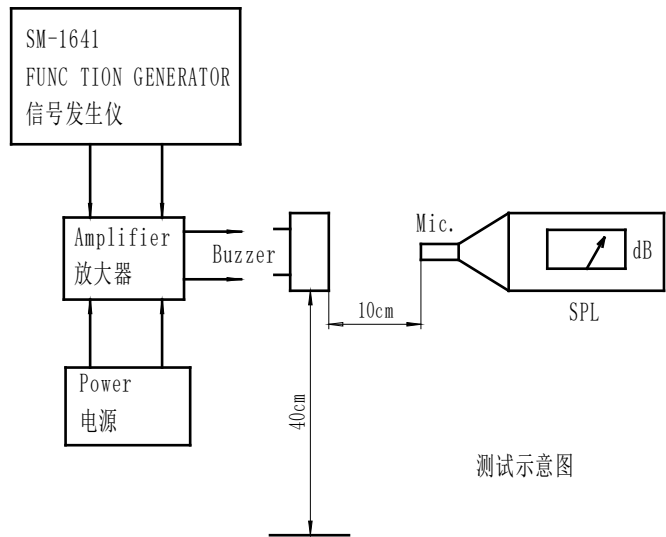 SM-1641
FUNC TION GENERATOR
信号发生仪
Amplifier
放大器
Buzzer
Mic.
dB
SPL
10cm
40cm
Power
电源
测试示意图